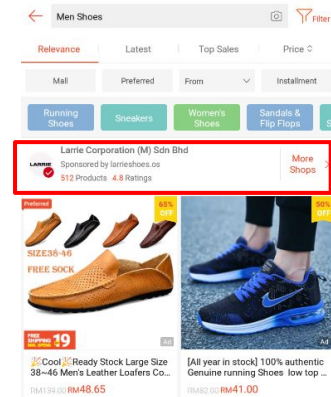 Men Shoes
Filter
Relevance
Latest
Top Sales
Price
Mall
Preferred
From
Installment
Running
Shoes
Sneakers
Women's
Shoes
Sandals &
Flip Flops
S
Larrie Corporation (M) Sdn Bhd
LARRIE
Sponsored by larrieshoes.os
512 Products 4.8 Ratings
More
Shops
Preferred
65%
OFF
SIZE38-46
FREE SOCK
FREE
SHIPPING
19
Ad
50%
OFF
Ad
Cool Ready Stock Large Size
38~46 Men's Leather Loafers Co...
RM139.00 RM48.65
[All year in stock] 100% authentic
Genuine running Shoes low top ...
RM82.00 RM41.00